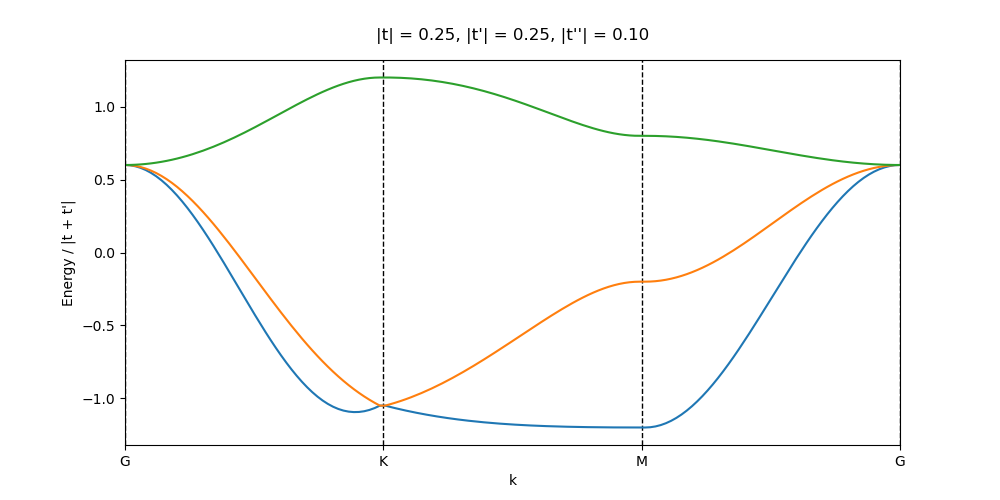 |t| = 0.25, |t'| = 0.25, |t''| = 0.10
1.0
0.5
0.0
−0.5
−1.0
Energy / |t + t'|
G K M G
k